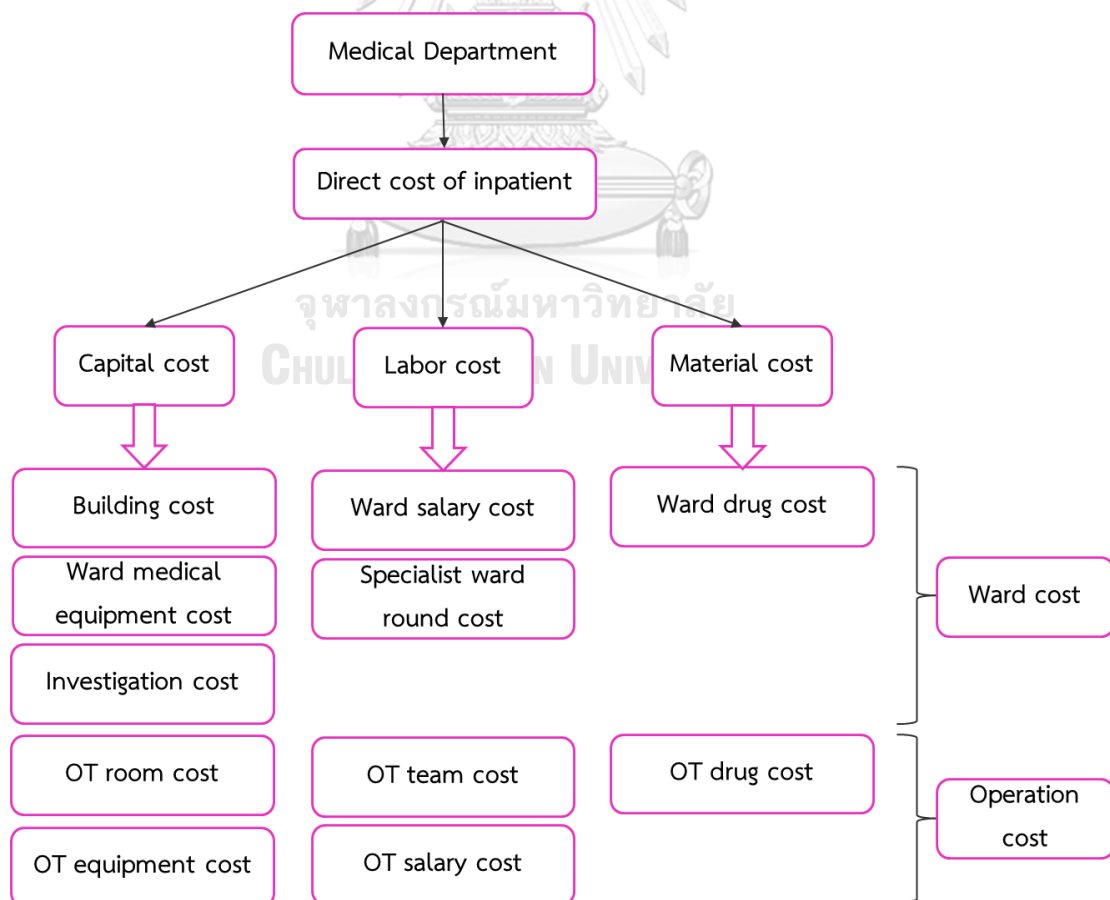 Medical Department
Direct cost of inpatient
จุฬาลงกรณ์มหาวิทยาลัย
Capital cost
Labor cost
Material cost
Building cost
Ward salary cost
Ward drug cost
Ward medical
equipment cost
Specialist ward
round cost
Ward cost
Investigation cost
OT room cost
OT team cost
OT drug cost
Operation
cost
OT equipment cost
OT salary cost